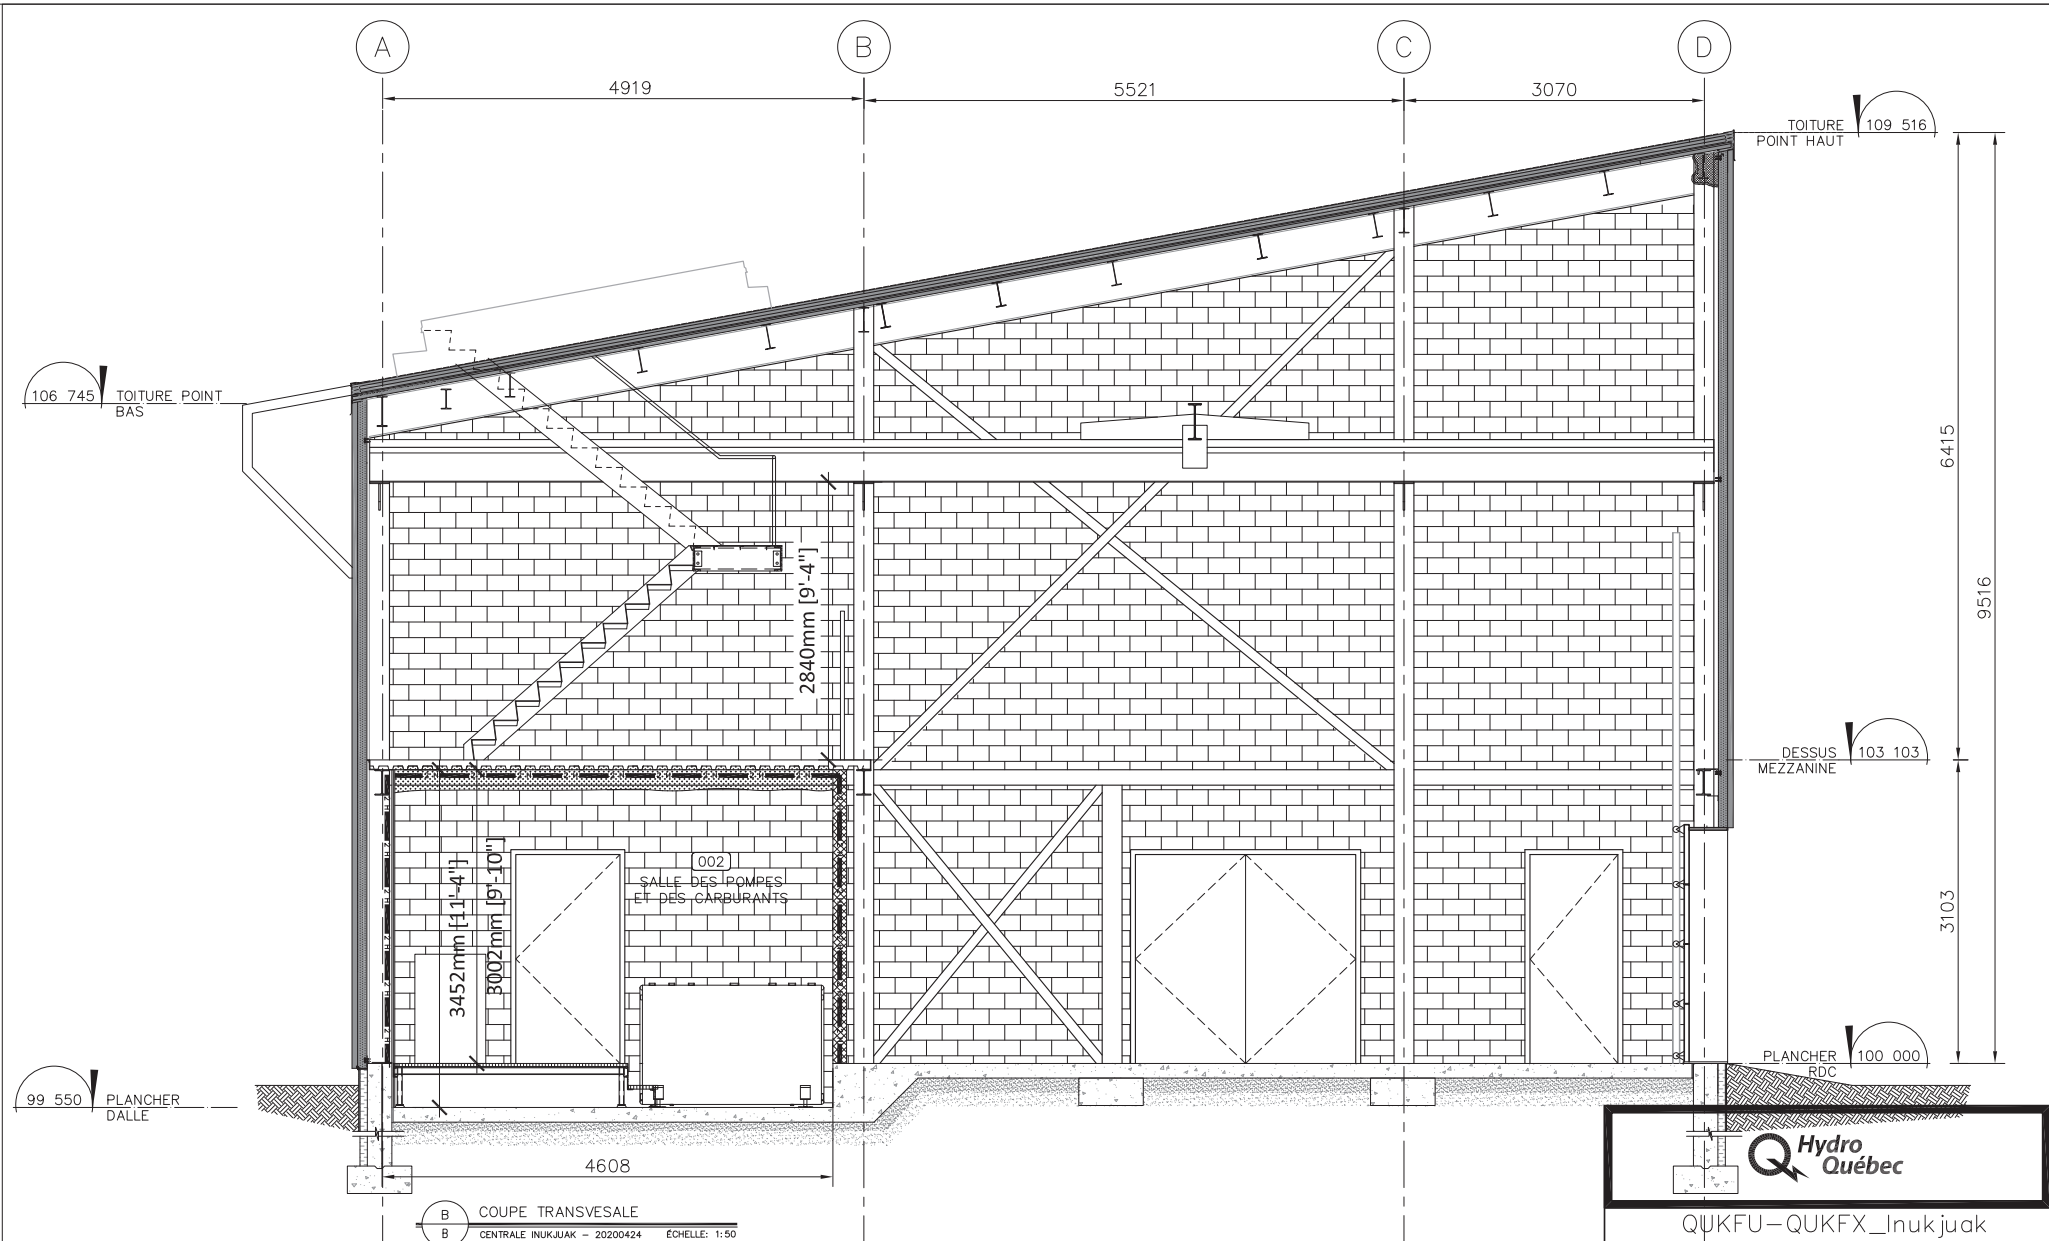 A
B
C
D
4919
5521
3070
TOITURE
POINT HAUT
109 516
106 745
TOITURE POINT
BAS
6415
9516
2840mm [9'-4"]
DESSUS
MEZZANINE
103 103
002
SALLE DES POMPES
ET DES CARBURANTS
3452mm [11'-4"]
3002mm [9'-10"]
3103
PLANCHER
RDC
100 000
99 550
PLANCHER
DALLE
4608
B
B
COUPE TRANSVESALE
CENTRALE INUKJUAK – 20200424
ÉCHELLE: 1:50
Hydro
Québec
QUKFU–QUKFX_Inukjuak